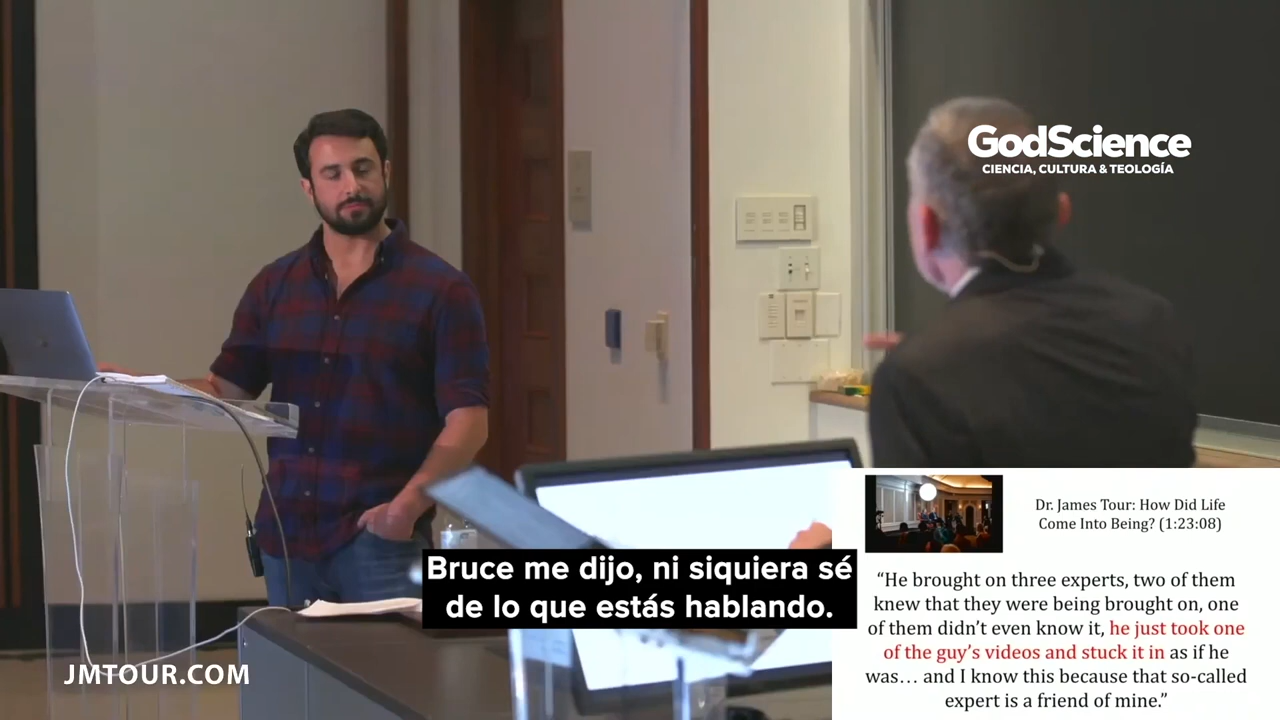 GodScience
CIENCIA, CULTURA & TEOLOGÍA
Dr. James Tour: How Did Life
Come Into Being? (1:23:08)
Bruce me dijo, ni siquiera sé
de lo que estás hablando.
“He brought on three experts, two of them
knew that they were being brought on, one
of them didn’t even know it, he just took one
of the guy’s videos and stuck it in as if he
was… and I know this because that so-called
expert is a friend of mine.”
JMTOUR.COM